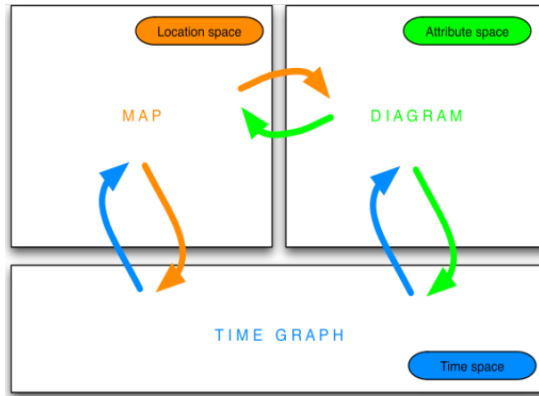 Location space
Attribute space
MAP
DIAGRAM
TIME GRAPH
Time space